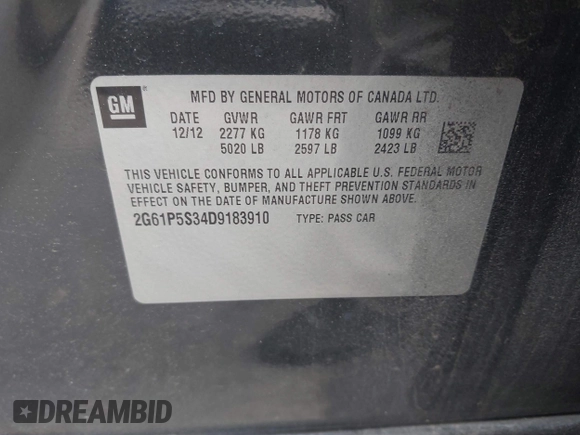 GM
MFD BY GENERAL MOTORS OF CANADA LTD.
DATE GVWR GAWR FRT GAWR RR
12/12 2277 KG 1178 KG 1099 KG
5020 LB 2597 LB 2423 LB
THIS VEHICLE CONFORMS TO ALL APPLICABLE U.S. FEDERAL MOTOR
VEHICLE SAFETY, BUMPER, AND THEFT PREVENTION STANDARDS IN
EFFECT ON THE DATE OF MANUFACTURE SHOWN ABOVE.
2G61P5S34D9183910 TYPE: PASS CAR
DREAMBID